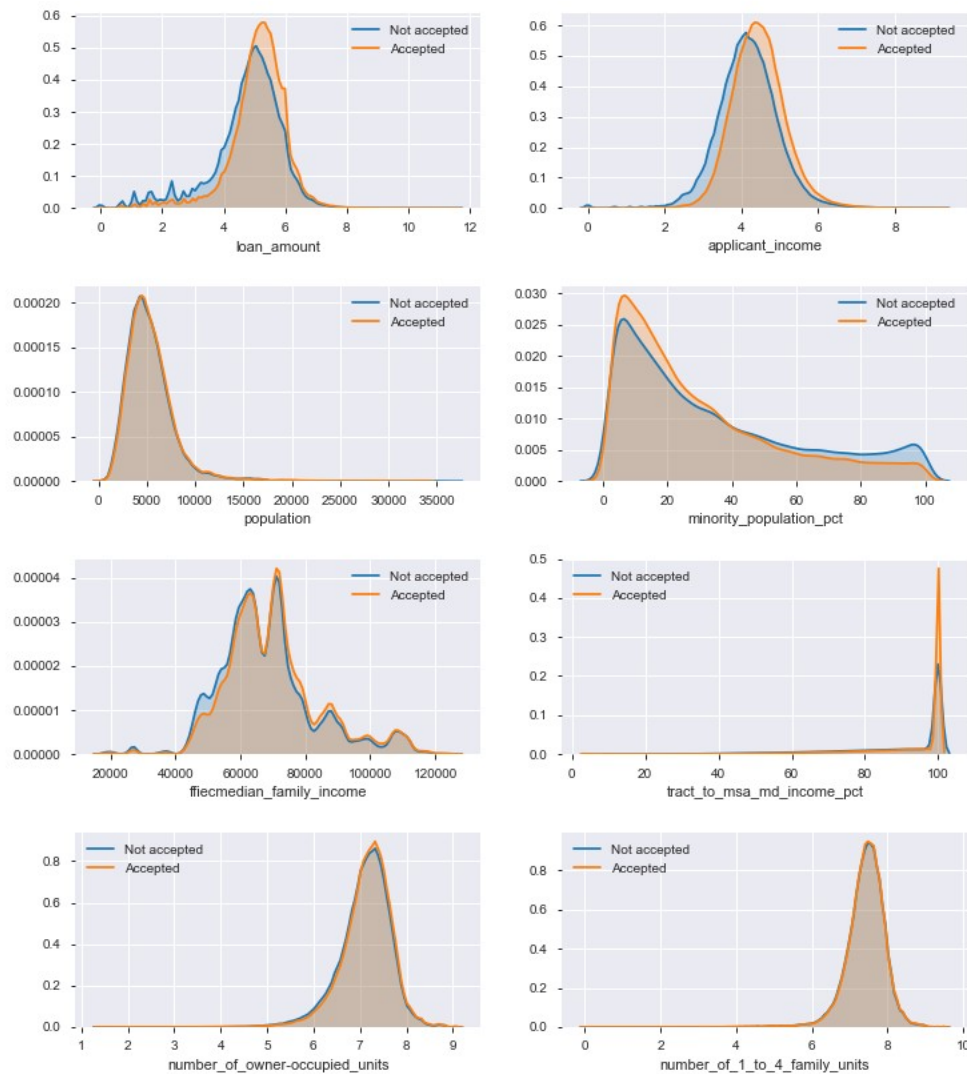 0.6
0.5
0.4
0.3
0.2
0.1
0.0
Not accepted
Accepted
0 2 4 6 8 10 12
loan_amount
0.6
0.5
0.4
0.3
0.2
0.1
0.0
Not accepted
Accepted
0 2 4 6 8
applicant_income
0.00020
0.00015
0.00010
0.00005
0.00000
Not accepted
Accepted
0 5000 10000 15000 20000 25000 30000 35000
population
0.030
0.025
0.020
0.015
0.010
0.005
0.000
Not accepted
Accepted
0 20 40 60 80 100
minority_population_pct
0.00004
0.00003
0.00002
0.00001
0.00000
Not accepted
Accepted
20000 40000 60000 80000 100000 120000
ffiecmedian_family_income
0.5
0.4
0.3
0.2
0.1
0.0
Not accepted
Accepted
0 20 40 60 80 100
tract_to_msa_md_income_pct
0.8
0.6
0.4
0.2
0.0
Not accepted
Accepted
1 2 3 4 5 6 7 8 9
number_of_owner-occupied_units
0.8
0.6
0.4
0.2
0.0
Not accepted
Accepted
0 2 4 6 8 10
number_of_1_to_4_family_units